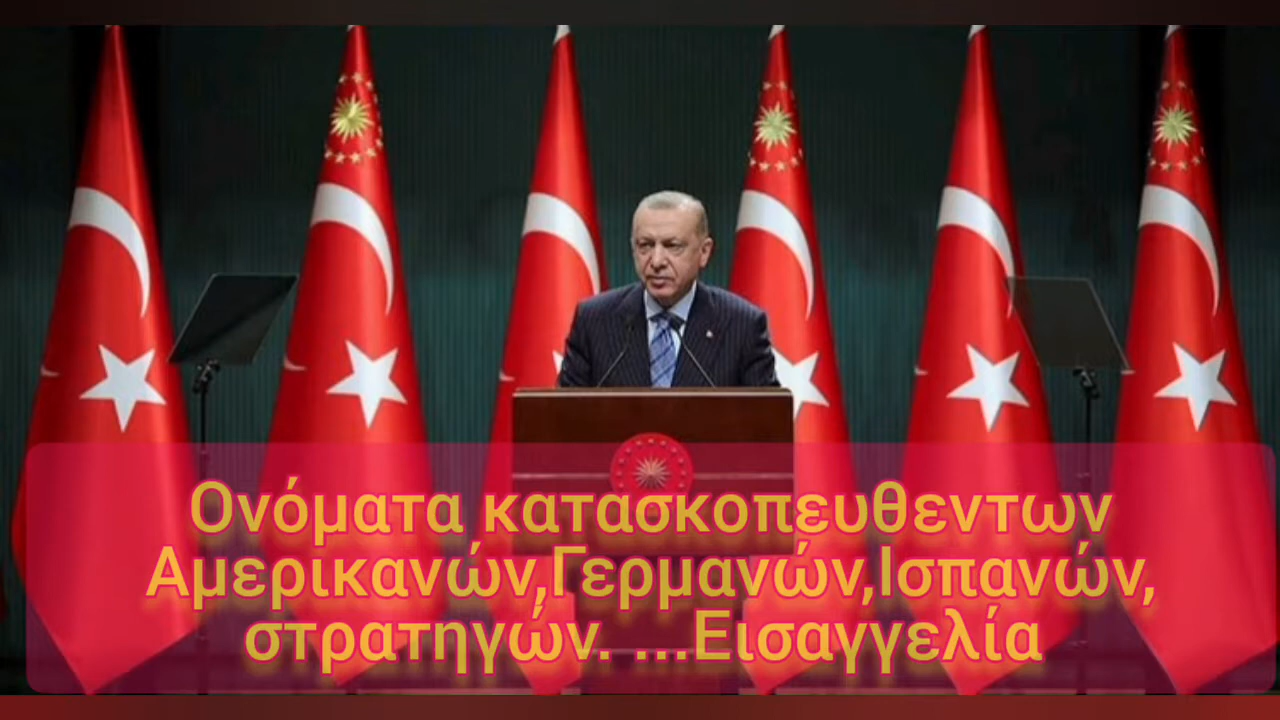 Ονόματα κατασκοπευθεντων
Αμερικανών,Γερμανών,Ισπανών,
στρατηγών. ...Εισαγγελία